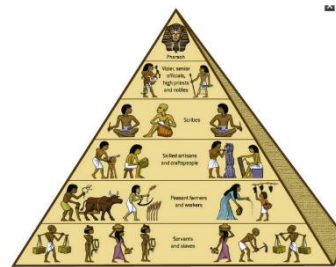 Pharaoh
Vizier, senior
officials,
high priests
and nobles
Scribes
Skilled artisans
and craftspeople
Peasant farmers
and workers
Servants
and slaves